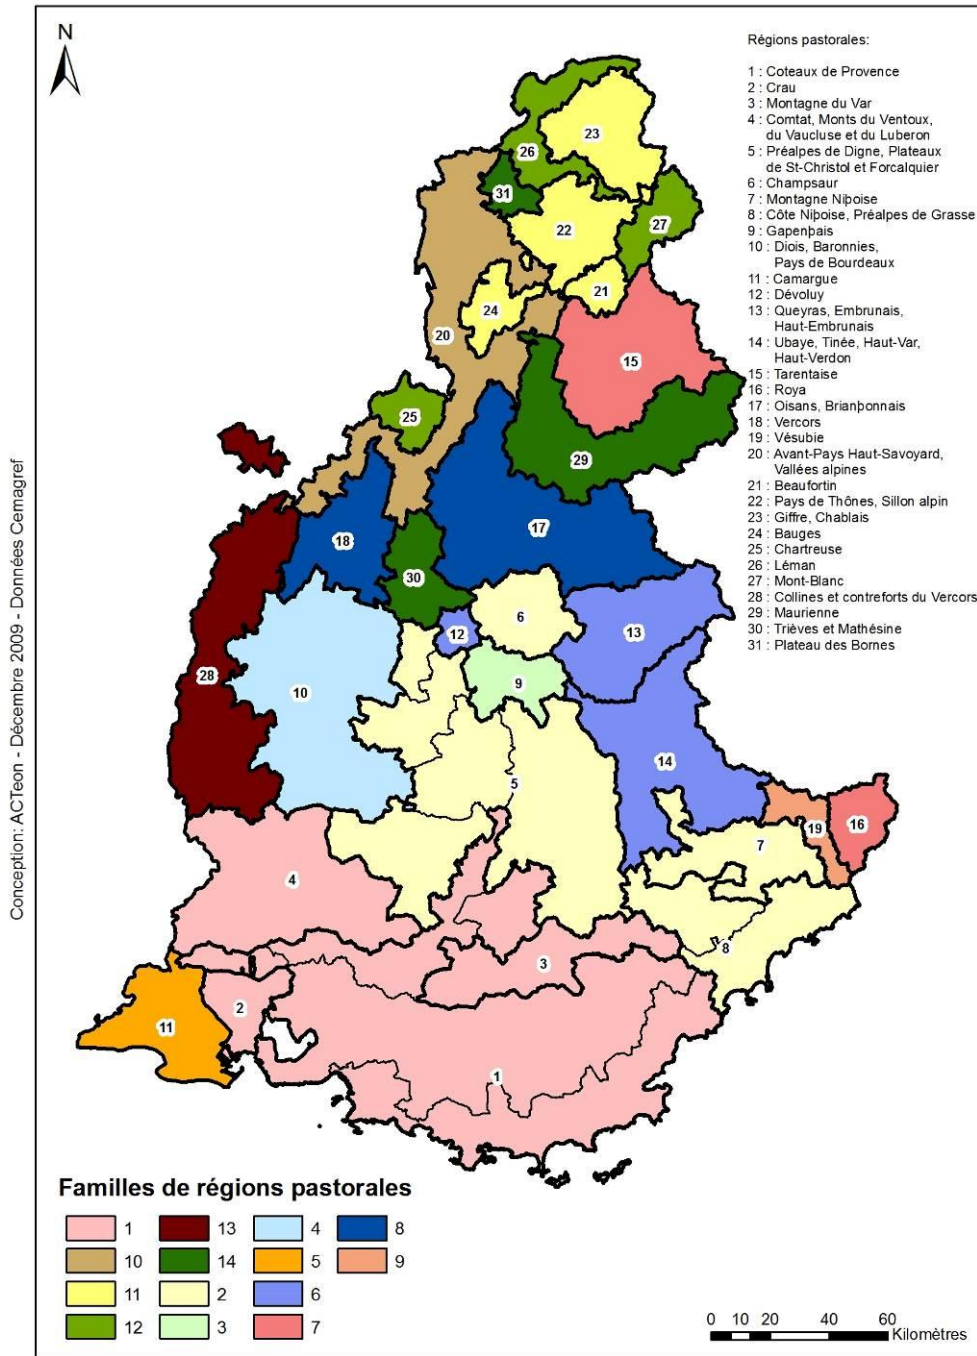 N
Régions pastorales:
1 : Coteaux de Provence
2 : Crau
3 : Montagne du Var
4 : Comtat, Monts du Ventoux,
du Vaucluse et du Luberon
5 : Préalpes de Digne, Plateaux
de St-Christol et Forcalquier
6 : Champsaur
7 : Montagne Niþoise
8 : Côte Niþoise, Préalpes de Grasse
9 : Gapenþais
10 : Diois, Baronnies,
Pays de Bourdeaux
11 : Camargue
12 : Dévoluy
13 : Queyras, Embrunais,
Haut-Embrunais
14 : Ubaye, Tinée, Haut-Var,
Haut-Verdon
15 : Tarentaise
16 : Roya
17 : Oisans, Brianþonnais
18 : Vercors
19 : Vésubie
20 : Avant-Pays Haut-Savoyard,
Vallées alpines
21 : Beaufortin
22 : Pays de Thônes, Sillon alpin
23 : Giffre, Chablais
24 : Bauges
25 : Chartreuse
26 : Léman
27 : Mont-Blanc
28 : Collines et contreforts du Vercors
29 : Maurienne
30 : Trièves et Mathésine
31 : Plateau des Bornes
23
26
31
27
22
21
24
20
15
25
29
18
17
30
6
12
13
28
9
10
14
5
19
16
7
4
8
3
2
11
1
Conception: ACTeon - Décembre 2009 - Données Cemagref
Familles de régions pastorales
1 13 4 8
10 14 5 9
11 2 6
12 3 7
0 10 20 40 60
Kilomètres